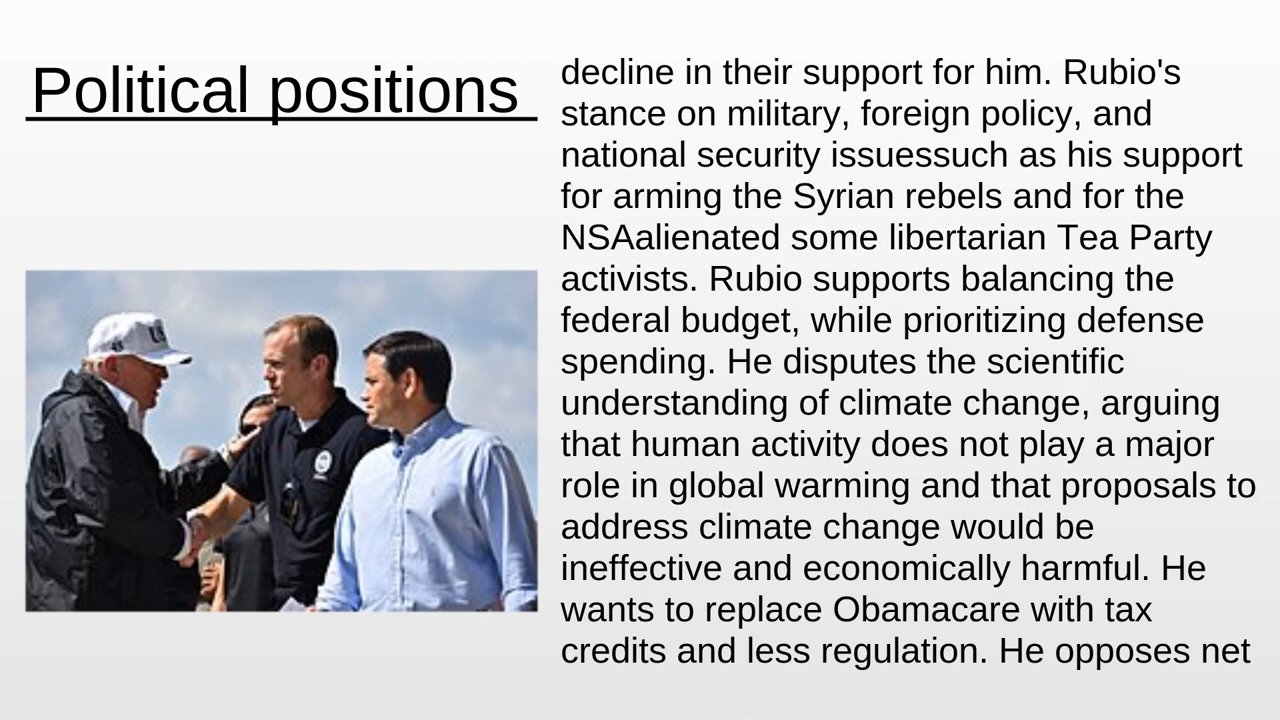 Political positions
decline in their support for him. Rubio's
stance on military, foreign policy, and
national security issuessuch as his support
for arming the Syrian rebels and for the
NSAalienated some libertarian Tea Party
activists. Rubio supports balancing the
federal budget, while prioritizing defense
spending. He disputes the scientific
understanding of climate change, arguing
that human activity does not play a major
role in global warming and that proposals to
address climate change would be
ineffective and economically harmful. He
wants to replace Obamacare with tax
credits and less regulation. He opposes net